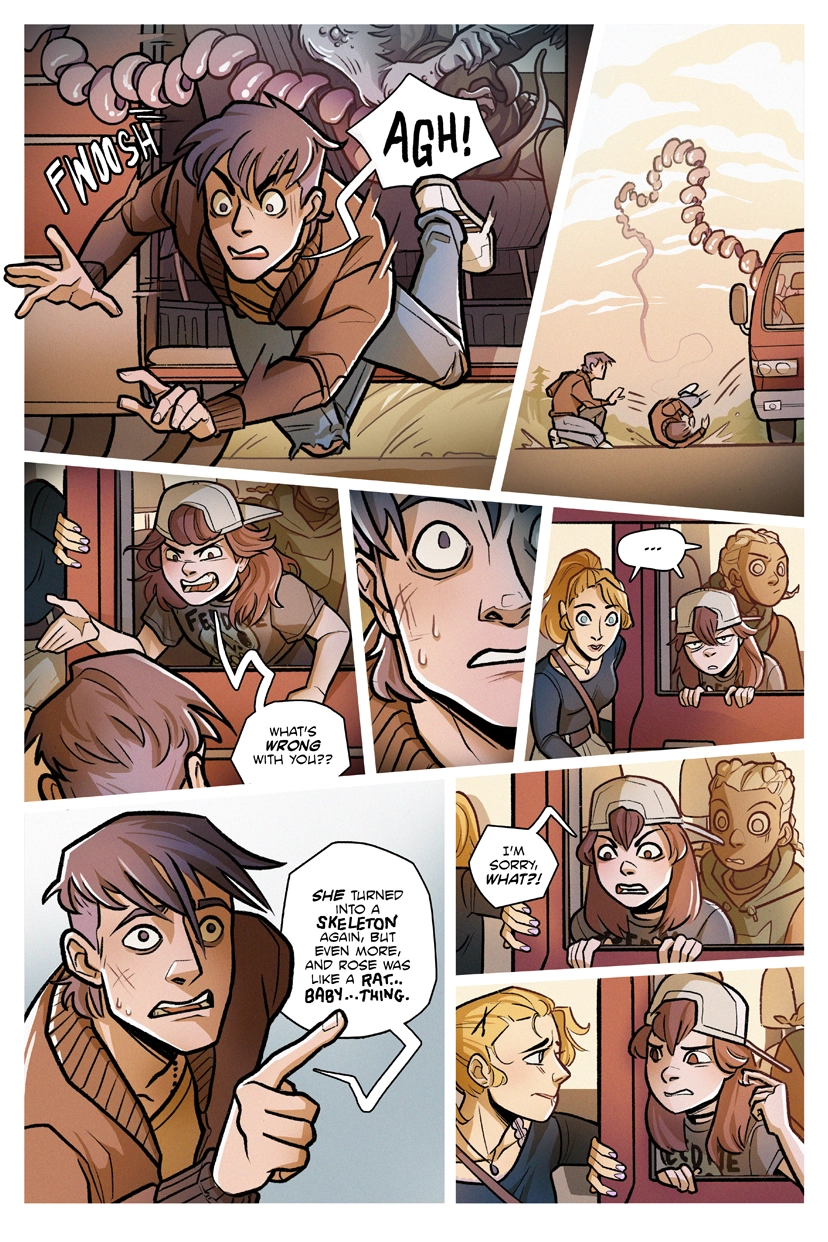 FWOOSH
AGH!
WHAT'S
WRONG
WITH YOU??
...
SHE TURNED
INTO A
SKELETON
AGAIN, BUT
EVEN MORE,
AND ROSE WAS
LIKE A RAT...
BABY...THING.
I'M
SORRY,
WHAT?!